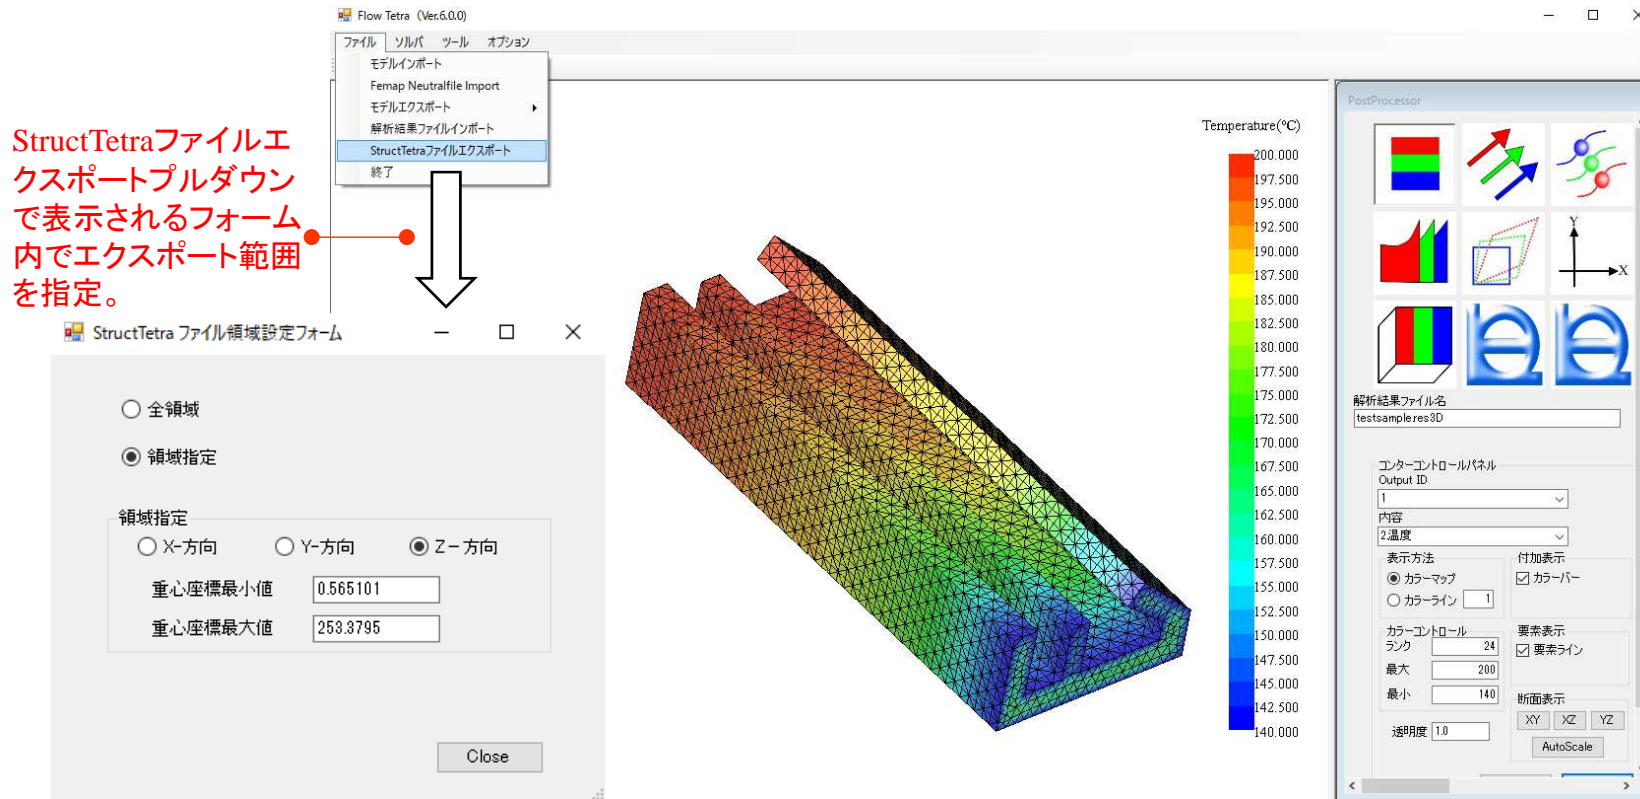 Flow Tetra (Ver.6.0.0)
ファイル ソルバ ツール オプション
モデルインポート
Femap Neutralfile Import
モデルエクスポート
解析結果ファイルインポート
StructTetraファイルエクスポート
終了
StructTetraファイルエ
クスポートプルダウン
で表示されるフォーム
内でエクスポート範囲
を指定。
StructTetra ファイル領域設定フォーム
全領域
領域指定
領域指定
X-方向 Y-方向 Z-方向
重心座標最小値 0.565101
重心座標最大値 253.3795
Close
Temperature(°C)
200.000
197.500
195.000
192.500
190.000
187.500
185.000
182.500
180.000
177.500
175.000
172.500
170.000
167.500
165.000
162.500
160.000
157.500
155.000
152.500
150.000
147.500
145.000
142.500
140.000
PostProcessor
Y
X
解析結果ファイル名
testsample.res3D
コンターコントロールパネル
Output ID
1
内容
2.温度
表示方法
カラーマップ
カラーライン 1
付加表示
カラーバー
カラーコントロール
ランク 24
最大 200
最小 140
要素表示
要素ライン
断面表示
XY XZ YZ
AutoScale
透明度 1.0